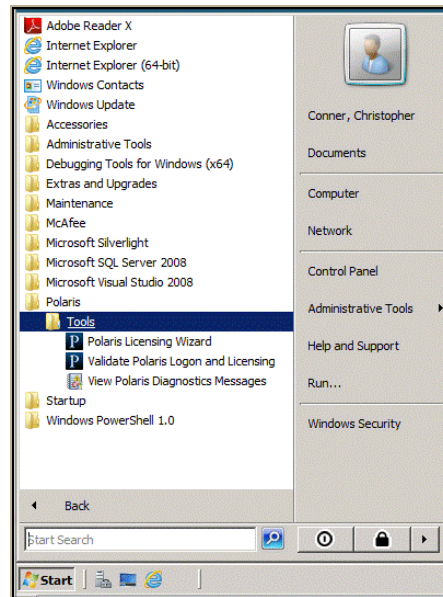 Adobe Reader X
Internet Explorer
Internet Explorer (64-bit)
Windows Contacts
Windows Update
Accessories
Administrative Tools
Debugging Tools for Windows (x64)
Extras and Upgrades
Maintenance
McAfee
Microsoft Silverlight
Microsoft SQL Server 2008
Microsoft Visual Studio 2008
Polaris
Tools
Polaris Licensing Wizard
Validate Polaris Logon and Licensing
View Polaris Diagnostics Messages
Startup
Windows PowerShell 1.0
Back
Start Search
Conner, Christopher
Documents
Computer
Network
Control Panel
Administrative Tools
Help and Support
Run...
Windows Security
Start